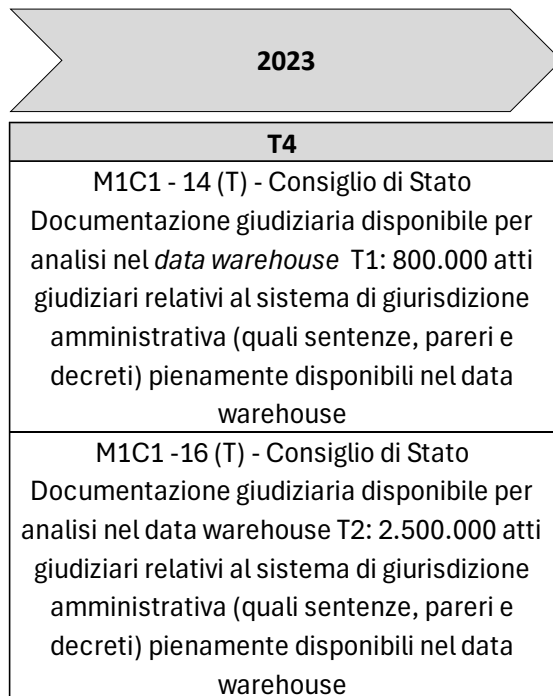 2023
T4
M1C1 - 14 (T) - Consiglio di Stato
Documentazione giudiziaria disponibile per
analisi nel data warehouse T1: 800.000 atti
giudiziari relativi al sistema di giurisdizione
amministrativa (quali sentenze, pareri e
decreti) pienamente disponibili nel data
warehouse
M1C1 -16 (T) - Consiglio di Stato
Documentazione giudiziaria disponibile per
analisi nel data warehouse T2: 2.500.000 atti
giudiziari relativi al sistema di giurisdizione
amministrativa (quali sentenze, pareri e
decreti) pienamente disponibili nel data
warehouse